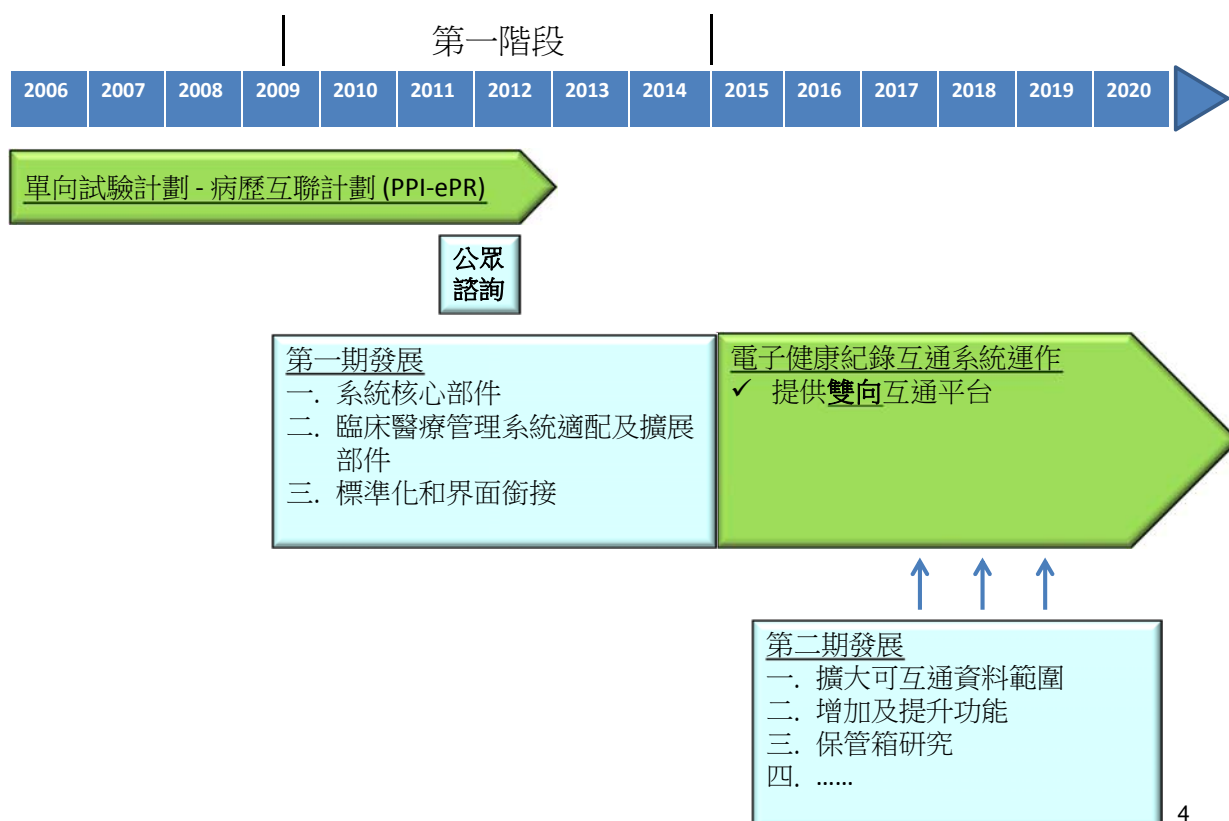 第一階段
2006 2007 2008 2009 2010 2011 2012 2013 2014 2015 2016 2017 2018 2019 2020
單向試驗計劃 - 病歷互聯計劃 (PPI-ePR)
公眾
諮詢
第一期發展
一. 系統核心部件
二. 臨床醫療管理系統適配及擴展
部件
三. 標準化和界面銜接
電子健康紀錄互通系統運作
✓ 提供雙向互通平台
第二期發展
一. 擴大可互通資料範圍
二. 增加及提升功能
三. 保管箱研究
四. ......
4